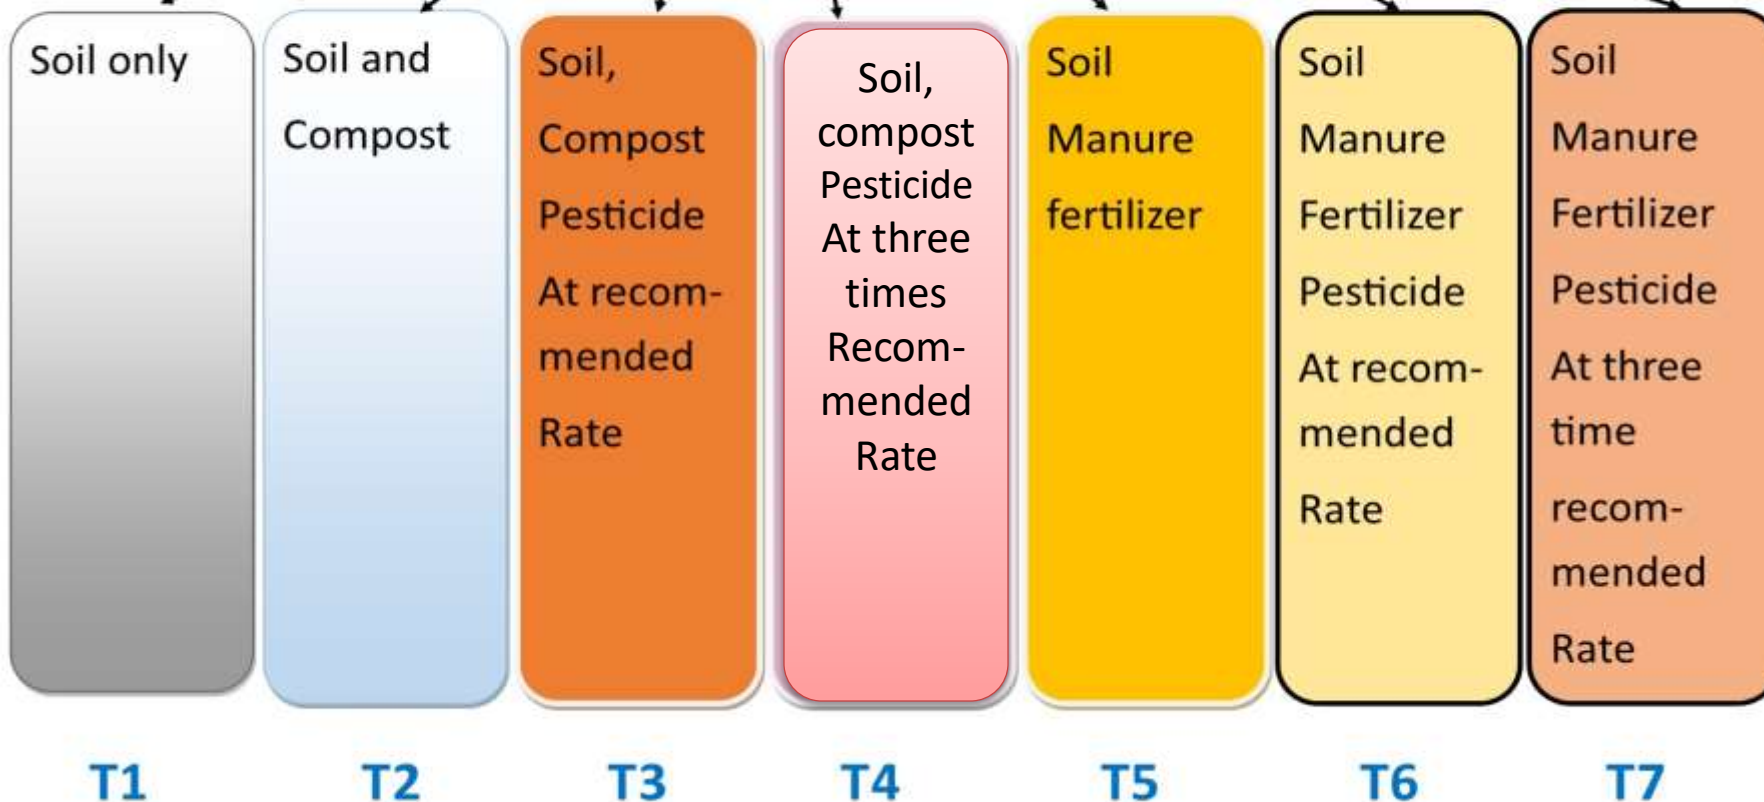 Soil only
Soil and
Compost
Soil,
Compost
Pesticide
At recom-
mended
Rate
Soil,
compost
Pesticide
At three
times
Recom-
mended
Rate
Soil
Manure
fertilizer
Soil
Manure
Fertilizer
Pesticide
At recom-
mended
Rate
Soil
Manure
Fertilizer
Pesticide
At three
time
recom-
mended
Rate
T1 T2 T3 T4 T5 T6 T7